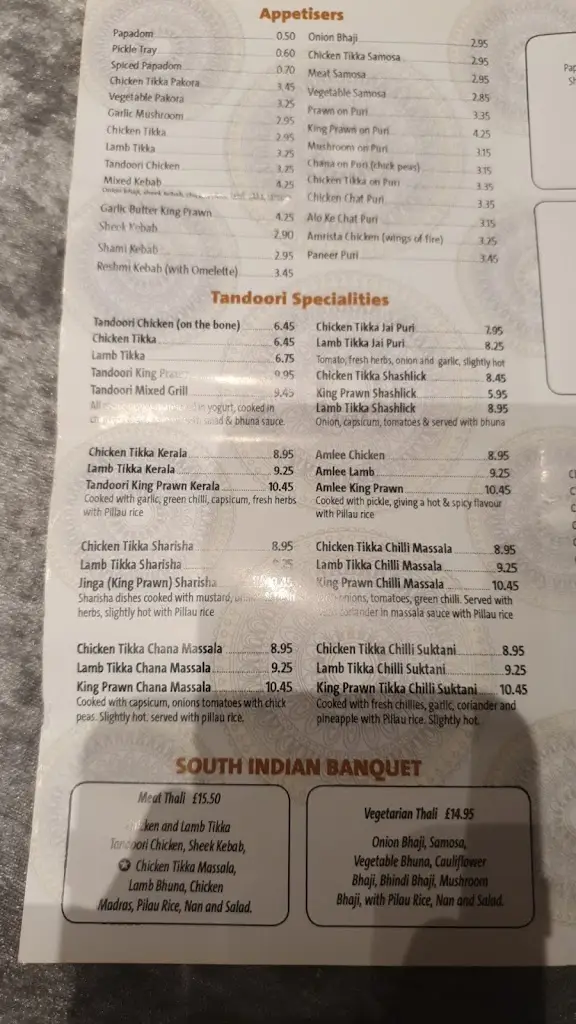 Appetisers
Papadom 0.50
Pickle Tray 0.60
Spiced Papadom 0.70
Chicken Tikka Pakora 3.45
Vegetable Pakora 3.25
Garlic Mushroom 2.95
Chicken Tikka 2.95
Lamb Tikka 3.25
Tandoori Chicken 3.25
Mixed Kebab 4.25
Onion bhaji, sheek kebab,
Garlic Butter King Prawn 4.25
Sheek Kebab 2.90
Shami Kebab 2.95
Reshmi Kebab (with Omelette) 3.45
Onion Bhaji 2.95
Chicken Tikka Samosa 2.95
Meat Samosa 2.95
Vegetable Samosa 2.85
Prawn on Puri 3.35
King Prawn on Puri 4.25
Mushroom on Puri 3.15
Chana on Puri (chick peas) 3.15
Chicken Tikka on Puri 3.35
Chicken Chat Puri 3.35
Alo Ke Chat Puri 3.15
Amrista Chicken (wings of fire) 3.25
Paneer Puri 3.45
Tandoori Specialities
Tandoori Chicken (on the bone) 6.45
Chicken Tikka 6.45
Lamb Tikka 6.75
Tandoori King 9.95
Tandoori Mixed Grill 9.45
All in yogurt, cooked in
& bhuna sauce.
Chicken Tikka Jai Puri 7.95
Lamb Tikka Jai Puri 8.25
Tomato, fresh herbs, onion and garlic, slightly hot
Chicken Tikka Shashlick 8.45
King Prawn Shashlick 5.95
Lamb Tikka Shashlick 8.95
Onion, capsicum, tomatoes & served with bhuna
Chicken Tikka Kerala 8.95
Lamb Tikka Kerala 9.25
Tandoori King Prawn Kerala 10.45
Cooked with garlic, green chilli, capsicum, fresh herbs
with Pillau rice
Amlee Chicken 8.95
Amlee Lamb 9.25
Amlee King Prawn 10.45
Cooked with pickle, giving a hot & spicy flavour
with Pillau rice
Chicken Tikka Sharisha 8.95
Lamb Tikka Sharisha
Jinga (King Prawn) Sharisha 10.45
Sharisha dishes cooked with mustard,
herbs, slightly hot with Pillau rice
Chicken Tikka Chilli Massala 8.95
Lamb Tikka Chilli Massala 9.25
King Prawn Chilli Massala 10.45
onions, tomatoes, green chilli. Served with
coriander in massala sauce with Pillau rice
Chicken Tikka Chana Massala 8.95
Lamb Tikka Chana Massala 9.25
King Prawn Chana Massala 10.45
Cooked with capsicum, onions tomatoes with chick
peas. Slightly hot. served with pillau rice.
Chicken Tikka Chilli Suktani 8.95
Lamb Tikka Chilli Suktani 9.25
King Prawn Tikka Chilli Suktani 10.45
Cooked with fresh chillies, garlic, coriander and
pineapple with Pillau rice. Slightly hot.
SOUTH INDIAN BANQUET
Meat Thali £15.50
and Lamb Tikka
Tandoori Chicken, Sheek Kebab,
Chicken Tikka Massala,
Lamb Bhuna, Chicken
Madras, Pilau Rice, Nan and Salad.
Vegetarian Thali £14.95
Onion Bhaji, Samosa,
Vegetable Bhuna, Cauliflower
Bhaji, Bhindi Bhaji, Mushroom
Bhaji, with Pilau Rice, Nan and Salad.